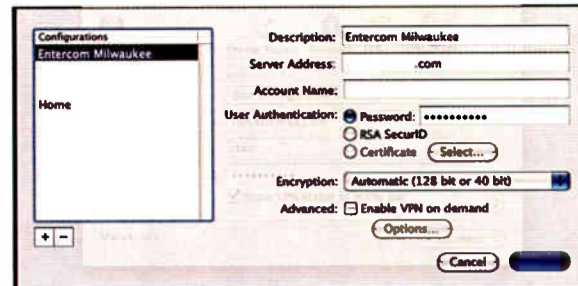 Configurations
Entercom Milwaukee
Home
Description: Entercom Milwaukee
Server Address: .com
Account Name:
User Authentication: Password: ••••••••••
RSA SecurID
Certificate Select...
Encryption: Automatic (128 bit or 40 bit)
Advanced: Enable VPN on demand
Options...
+ −
Cancel